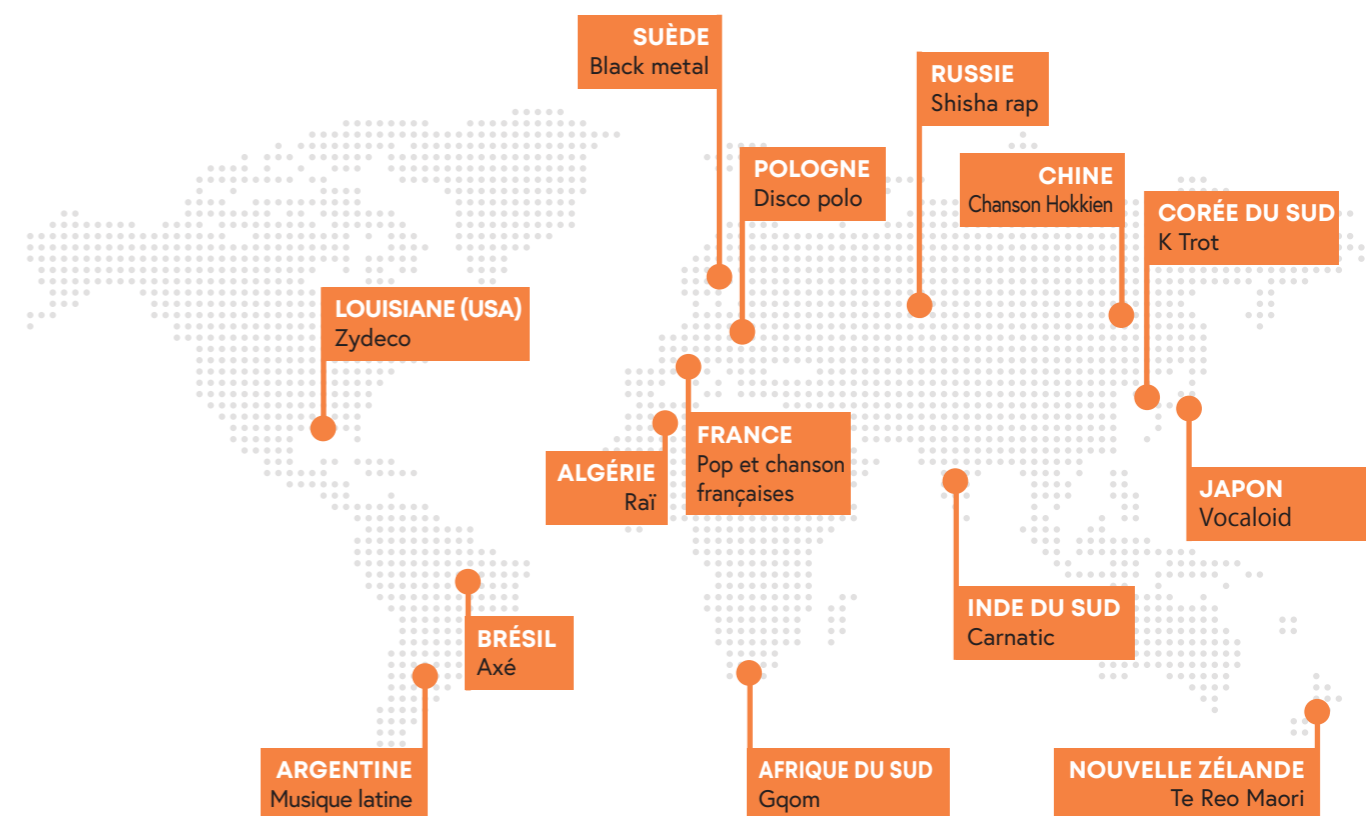 SUÈDE
Black metal
RUSSIE
Shisha rap
POLOGNE
Disco polo
CHINE
Chanson Hokkien
CORÉE DU SUD
K Trot
LOUISIANE (USA)
Zydeco
FRANCE
Pop et chanson
françaises
ALGÉRIE
Raï
JAPON
Vocaloid
INDE DU SUD
Carnatic
BRÉSIL
Axé
ARGENTINE
Musique latine
AFRIQUE DU SUD
Gqom
NOUVELLE ZÉLANDE
Te Reo Maori